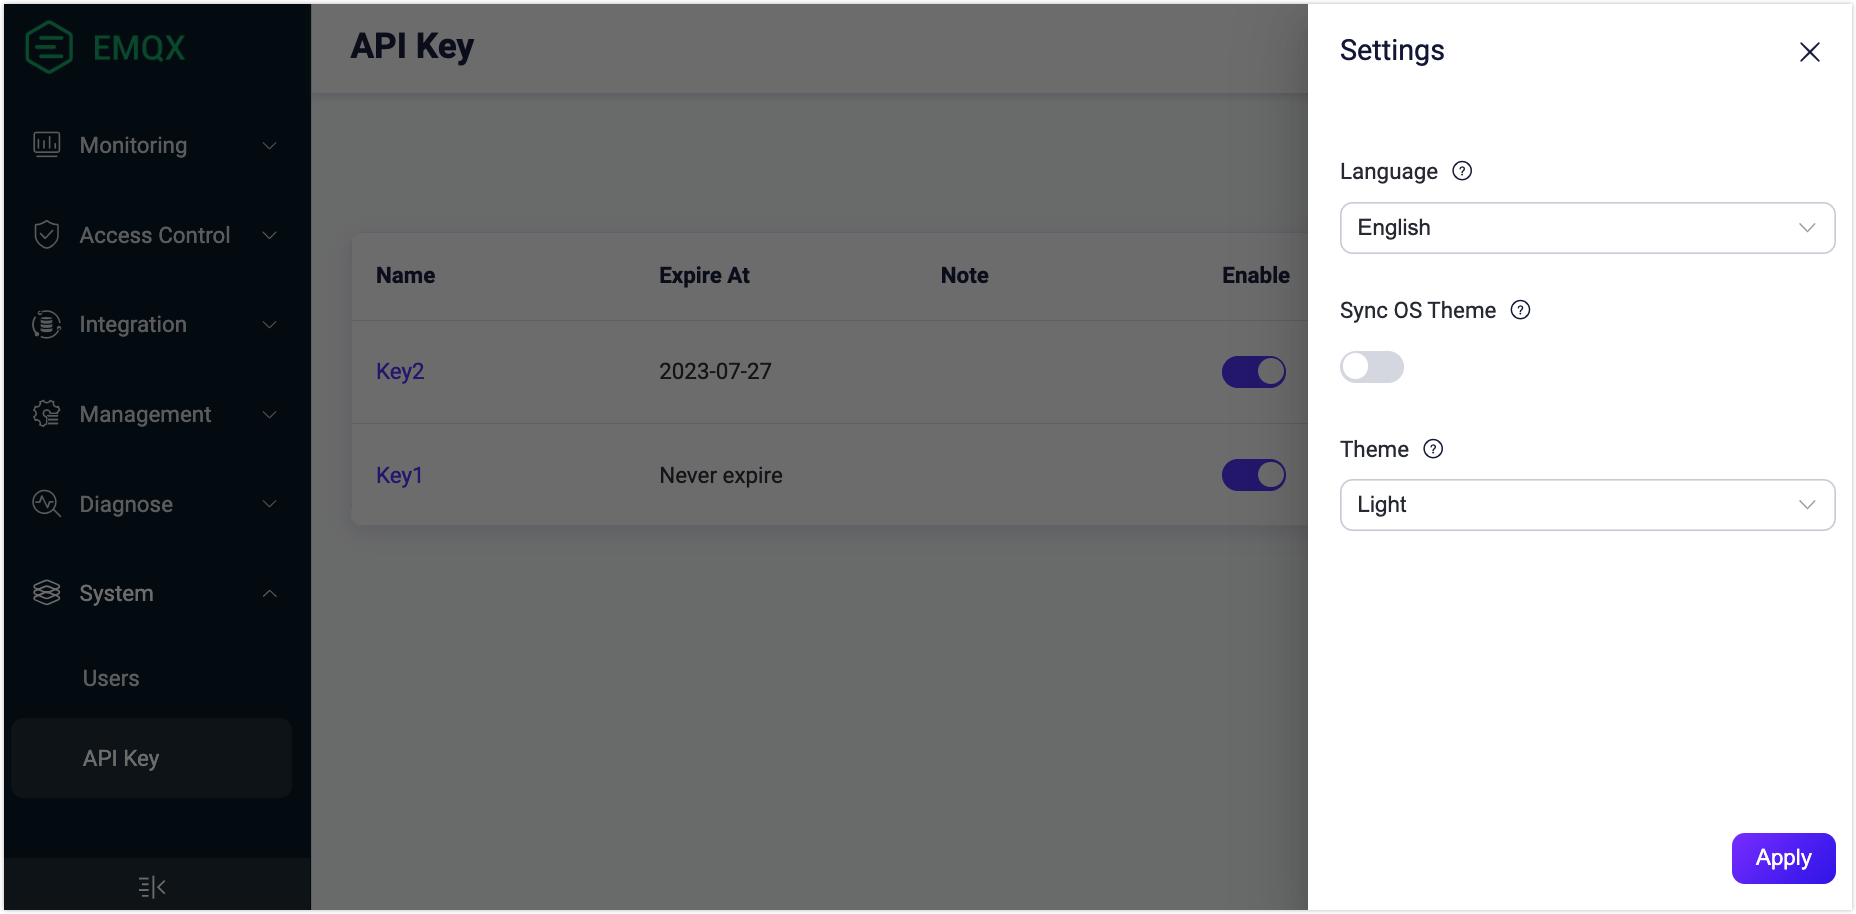 EMQX
Monitoring
Access Control
Integration
Management
Diagnose
System
Users
API Key
API Key
Name Expire At Note Enable
Key2 2023-07-27
Key1 Never expire
Settings
Language ?
English
Sync OS Theme ?
Theme ?
Light
Apply